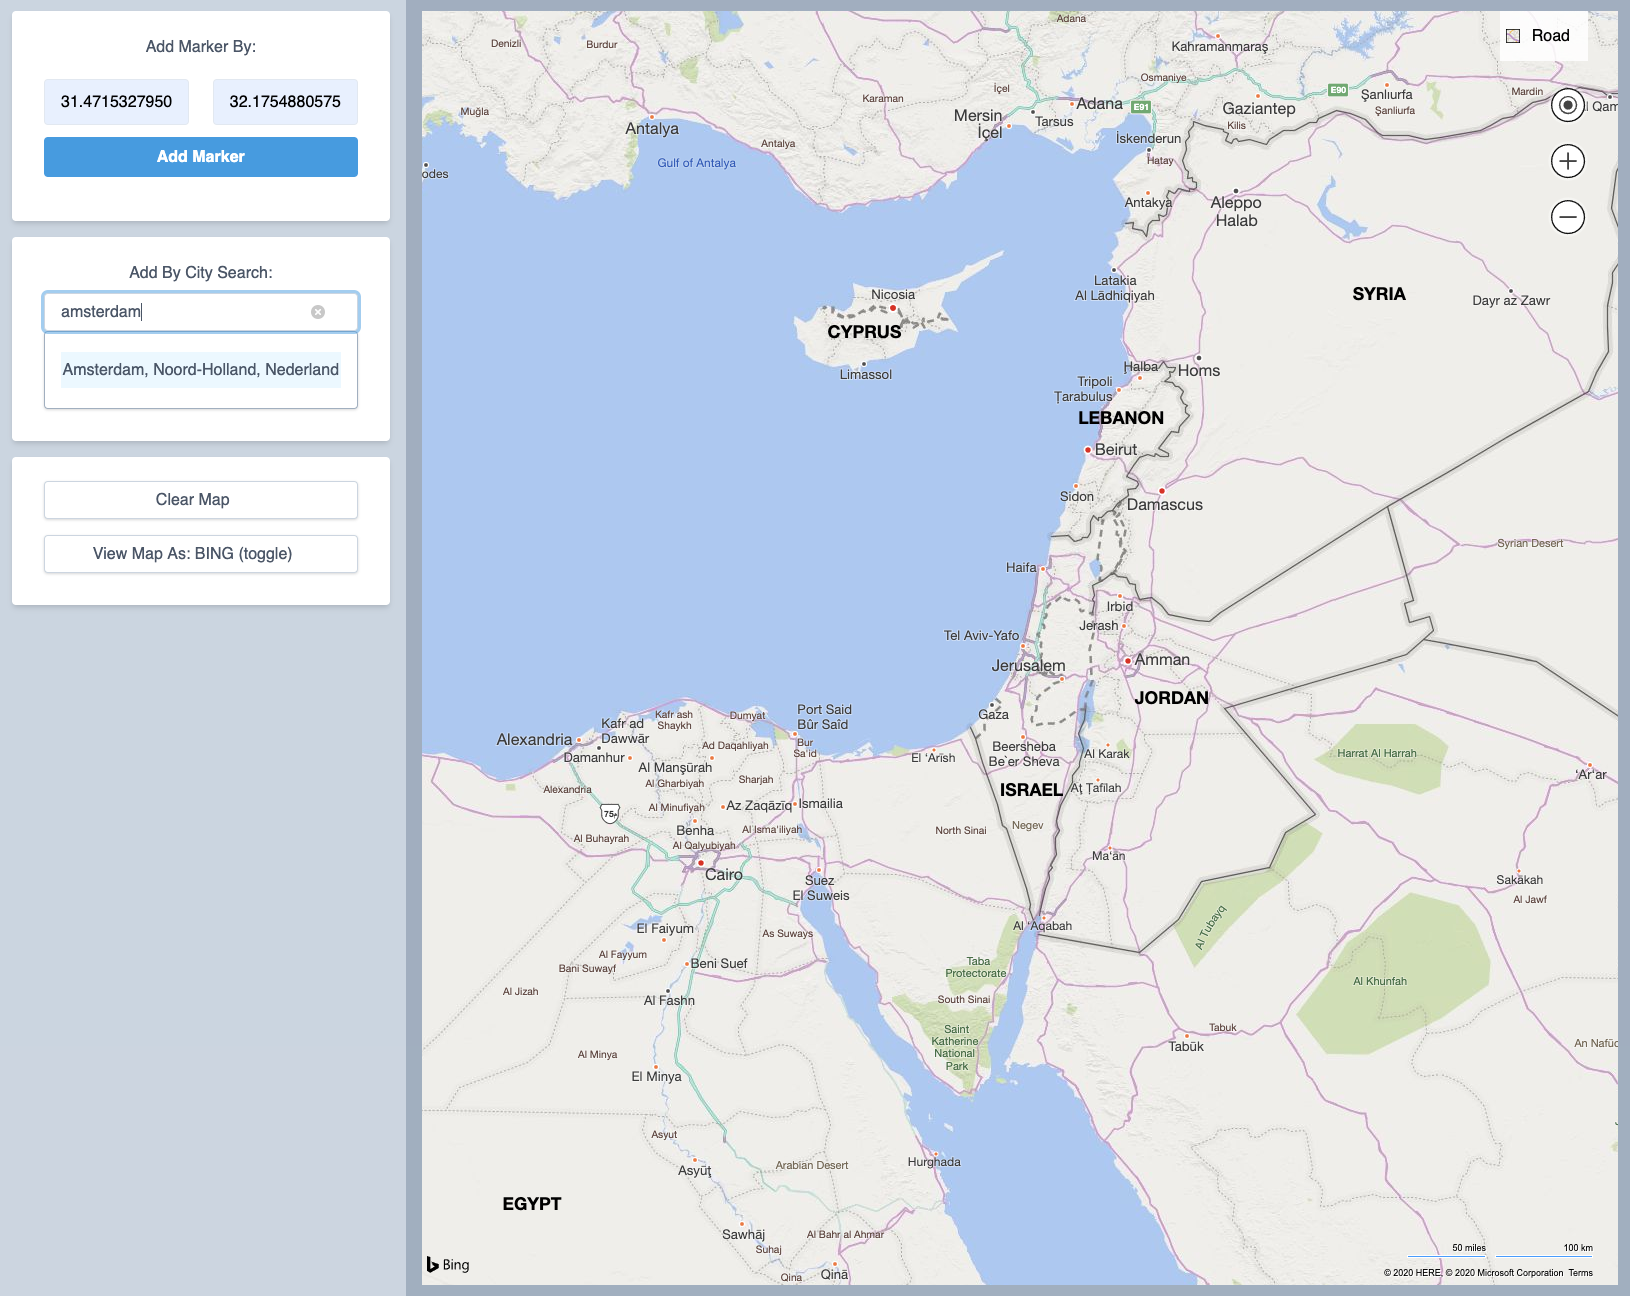 Add Marker By:
31.4715327950
32.1754880575
Add Marker
Add By City Search:
amsterdam
Amsterdam, Noord-Holland, Nederland
Clear Map
View Map As: BING (toggle)
Road
Adana
Denizli
Burdur
Kahramanmaraş
Osmaniye
Karaman
İçel
Muğla
Antalya
Antalya
Gulf of Antalya
Mersin
İçel
Tarsus
Adana
E91
Gaziantep
Kilis
E90
Şanlıurfa
Şanlıurfa
Mardin
Al Qam
İskenderun
Hatay
odes
Antakya
Aleppo
Halab
Latakia
Al Lādhiqīyah
SYRIA
Dayr az Zawr
Nicosia
CYPRUS
Limassol
Halba
Homs
Tripoli
Ţarabulus
LEBANON
Beirut
Sidon
Damascus
Syrian Desert
Haifa
Irbid
Jerash
Tel Aviv-Yafo
Jerusalem
Amman
JORDAN
Gaza
Port Said
Būr Saīd
Kafr ash
Shaykh
Dumyat
Kafr ad
Dawwār
Alexandria
Damanhur
Ad Daqahliyah
Bur
Sa'id
Al Manşūrah
Al Gharbiyah
Sharjah
El 'Arish
Beersheba
Be'er Sheva
Al Karak
Harrat Al Harrah
'Ar'ar
ISRAEL
Aţ Ţafīlah
Alexandria
Al Minufiyah
Az Zaqāzīq
Ismailia
75
Benha
Al Isma'iliyah
North Sinai
Negev
Al Buhayrah
Al Qalyubiyah
Ma'ān
Cairo
Suez
El Suweis
Sakākah
Al Jawf
Al 'Aqabah
Al Tubayq
El Faiyum
As Suways
Al Fayyum
Bani Suwayf
Beni Suef
Taba
Protectorate
Al Khunfah
Al Jizah
Al Fashn
South Sinai
Saint
Katherine
National
Park
Tabuk
Tabūk
An Nafūd
Al Minya
El Minya
Asyut
Asyūţ
Arabian Desert
Hurghada
EGYPT
Sawhāj
Suhaj
Al Bahr al Ahmar
Qina
Qinā
Bing
50 miles
100 km
© 2020 HERE, © 2020 Microsoft Corporation Terms